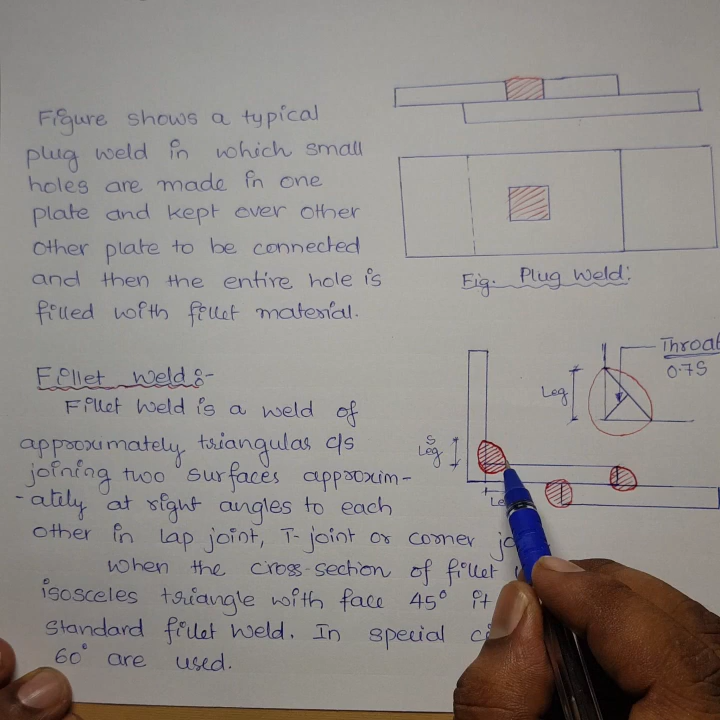 Figure shows a typical
plug weld in which small
holes are made in one
plate and kept over other
other plate to be connected
and then the entire hole is
filled with fillet material.
Fig. Plug Weld:
Fillet Weld:-
Fillet Weld is a weld of
approximately triangular c/s
joining two surfaces approxim-
-ately at right angles to each
other in lap joint, T-joint or corner
When the cross-section of fillet
isosceles triangle with face 45° it
standard fillet weld. In special
60° are used.
Throat
0.7S
Leg
S
Leg